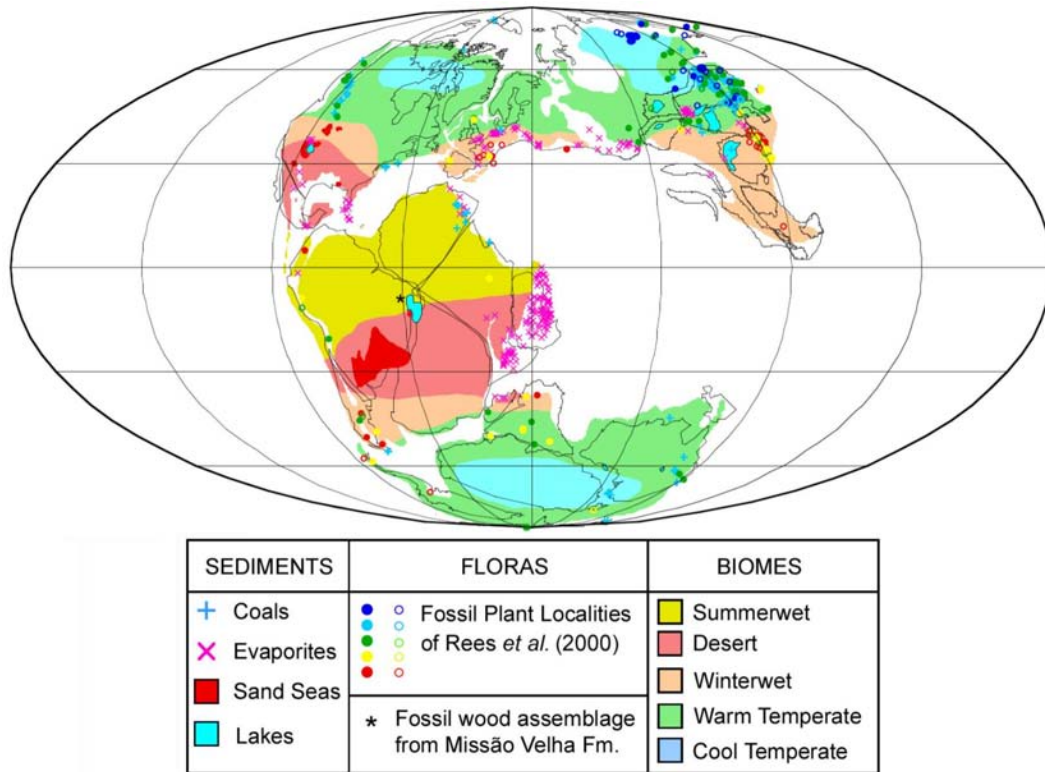 SEDIMENTS
Coals
Evaporites
Sand Seas
Lakes
FLORAS
Fossil Plant Localities
of Rees et al. (2000)
* Fossil wood assemblage
from Missão Velha Fm.
BIOMES
Summerwet
Desert
Winterwet
Warm Temperate
Cool Temperate